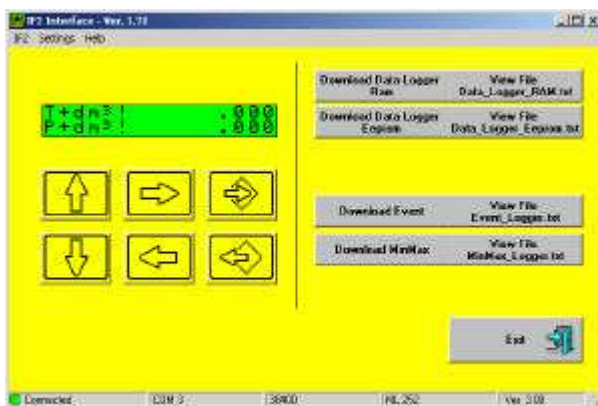 IF2 Interface - Ver. 1.78
IF2 Settings Help
T+dm³! .000
P+dm³! .000
Download Data Logger Ram
View File Data_Logger_RAM.txt
Download Data Logger Eeprom
View File Data_Logger_Eeprom.txt
Download Event
View File Event_Logger.txt
Download MinMax
View File MinMax_Logger.txt
Exit
Connected COM 3 38400 Ver 3.08